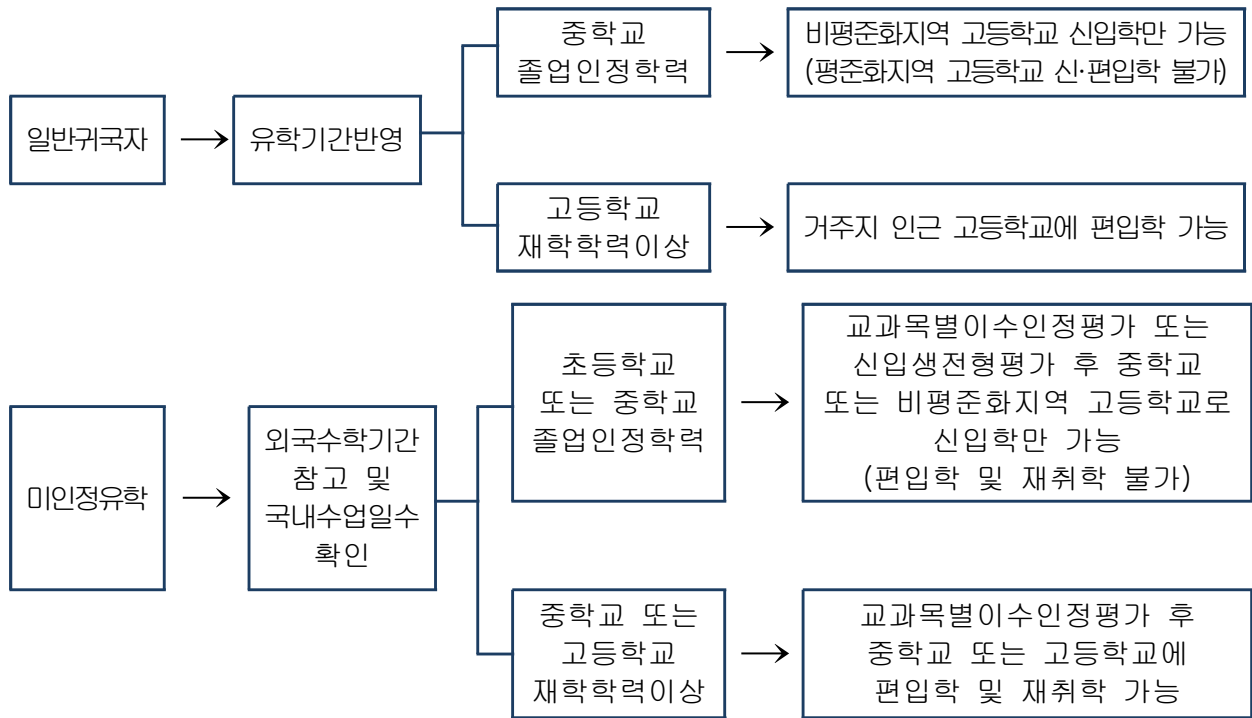 일반귀국자
유학기간반영
중학교
졸업인정학력
비평준화지역 고등학교 신입학만 가능
(평준화지역 고등학교 신·편입학 불가)
고등학교
재학학력이상
거주지 인근 고등학교에 편입학 가능
미인정유학
외국수학기간
참고 및
국내수업일수
확인
초등학교
또는 중학교
졸업인정학력
교과목별이수인정평가 또는
신입생전형평가 후 중학교
또는 비평준화지역 고등학교로
신입학만 가능
(편입학 및 재취학 불가)
중학교 또는
고등학교
재학학력이상
교과목별이수인정평가 후
중학교 또는 고등학교에
편입학 및 재취학 가능